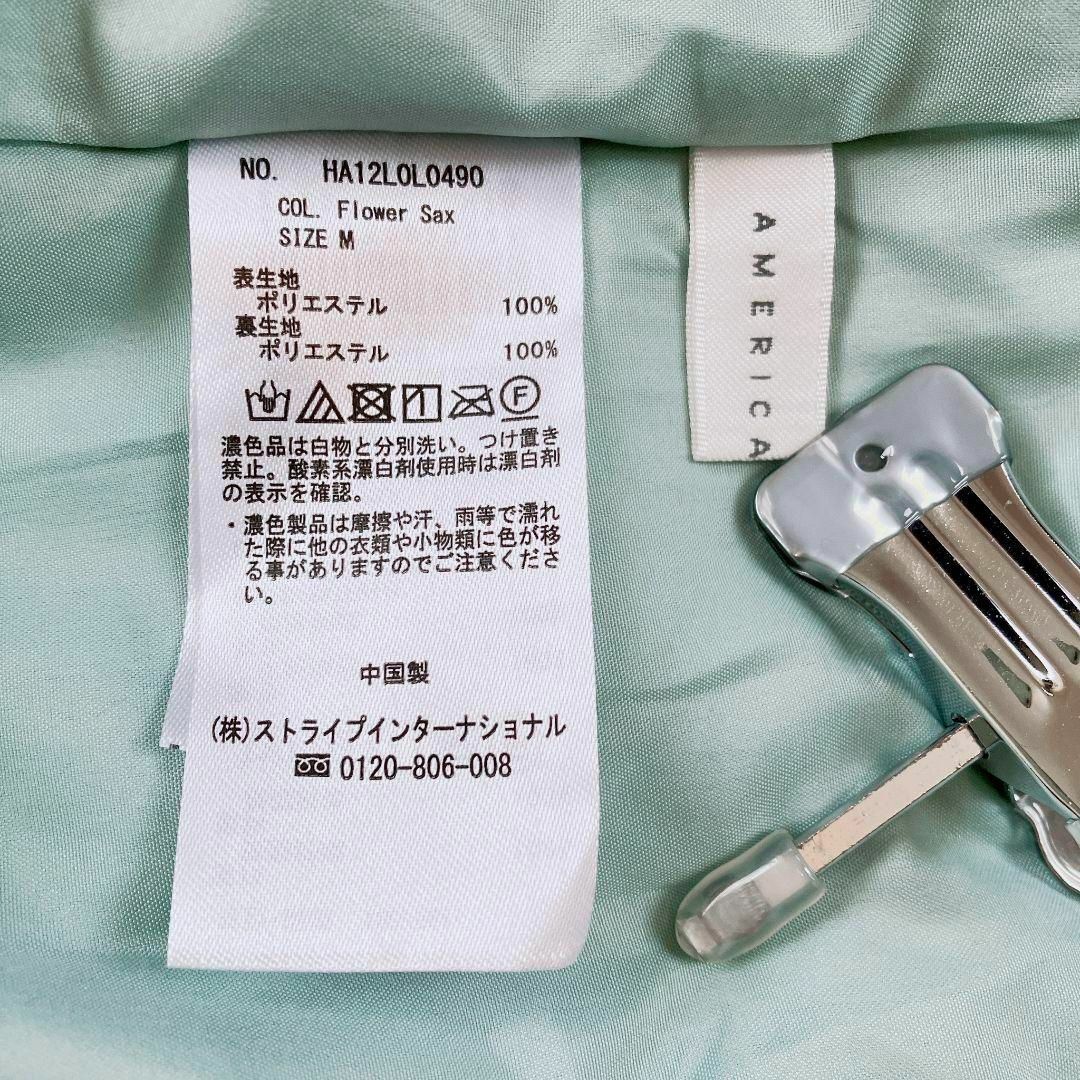 NO. HA12L0L0490
COL. Flower Sax
SIZE M
表生地
ポリエステル 100%
裏生地
ポリエステル 100%
F
濃色品は白物と分別洗い。つけ置き
禁止。酸素系漂白剤使用時は漂白剤
の表示を確認。
・濃色製品は摩擦や汗、雨等で濡れ
た際に他の衣類や小物類に色が移
る事がありますのでご注意くださ
い。
中国製
(株)ストライプインターナショナル
0120-806-008
AMERICA